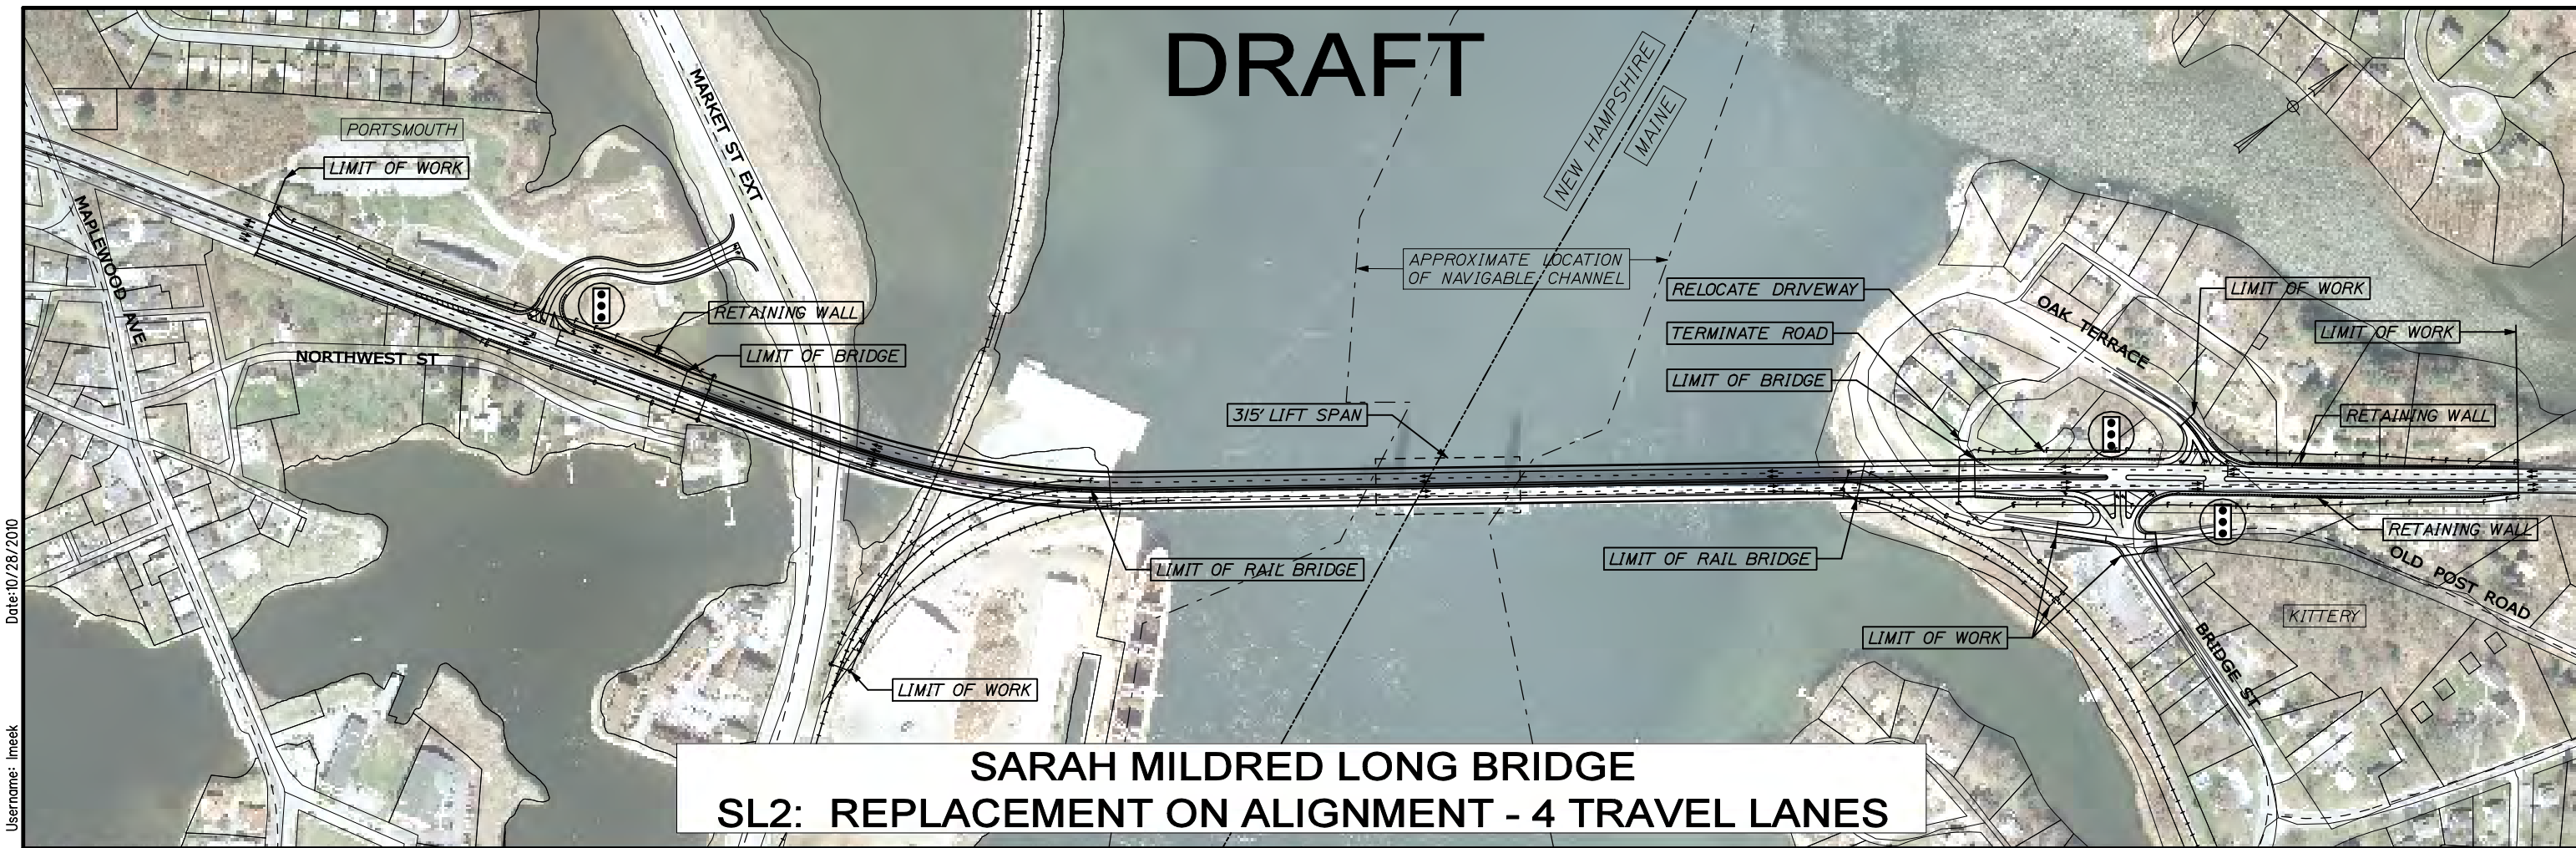 DRAFT
PORTSMOUTH
LIMIT OF WORK
MARKET ST EXT
MAPLEWOOD AVE
NORTHWEST ST
RETAINING WALL
LIMIT OF BRIDGE
NEW HAMPSHIRE
MAINE
APPROXIMATE LOCATION
OF NAVIGABLE CHANNEL
315' LIFT SPAN
RELOCATE DRIVEWAY
TERMINATE ROAD
LIMIT OF BRIDGE
OAK TERRACE
LIMIT OF WORK
LIMIT OF WORK
RETAINING WALL
RETAINING WALL
LIMIT OF RAIL BRIDGE
LIMIT OF RAIL BRIDGE
OLD POST ROAD
KITTERY
LIMIT OF WORK
BRIDGE ST
LIMIT OF WORK
SARAH MILDRED LONG BRIDGE
SL2: REPLACEMENT ON ALIGNMENT - 4 TRAVEL LANES
Username: lmeek
Date:10/28/2010